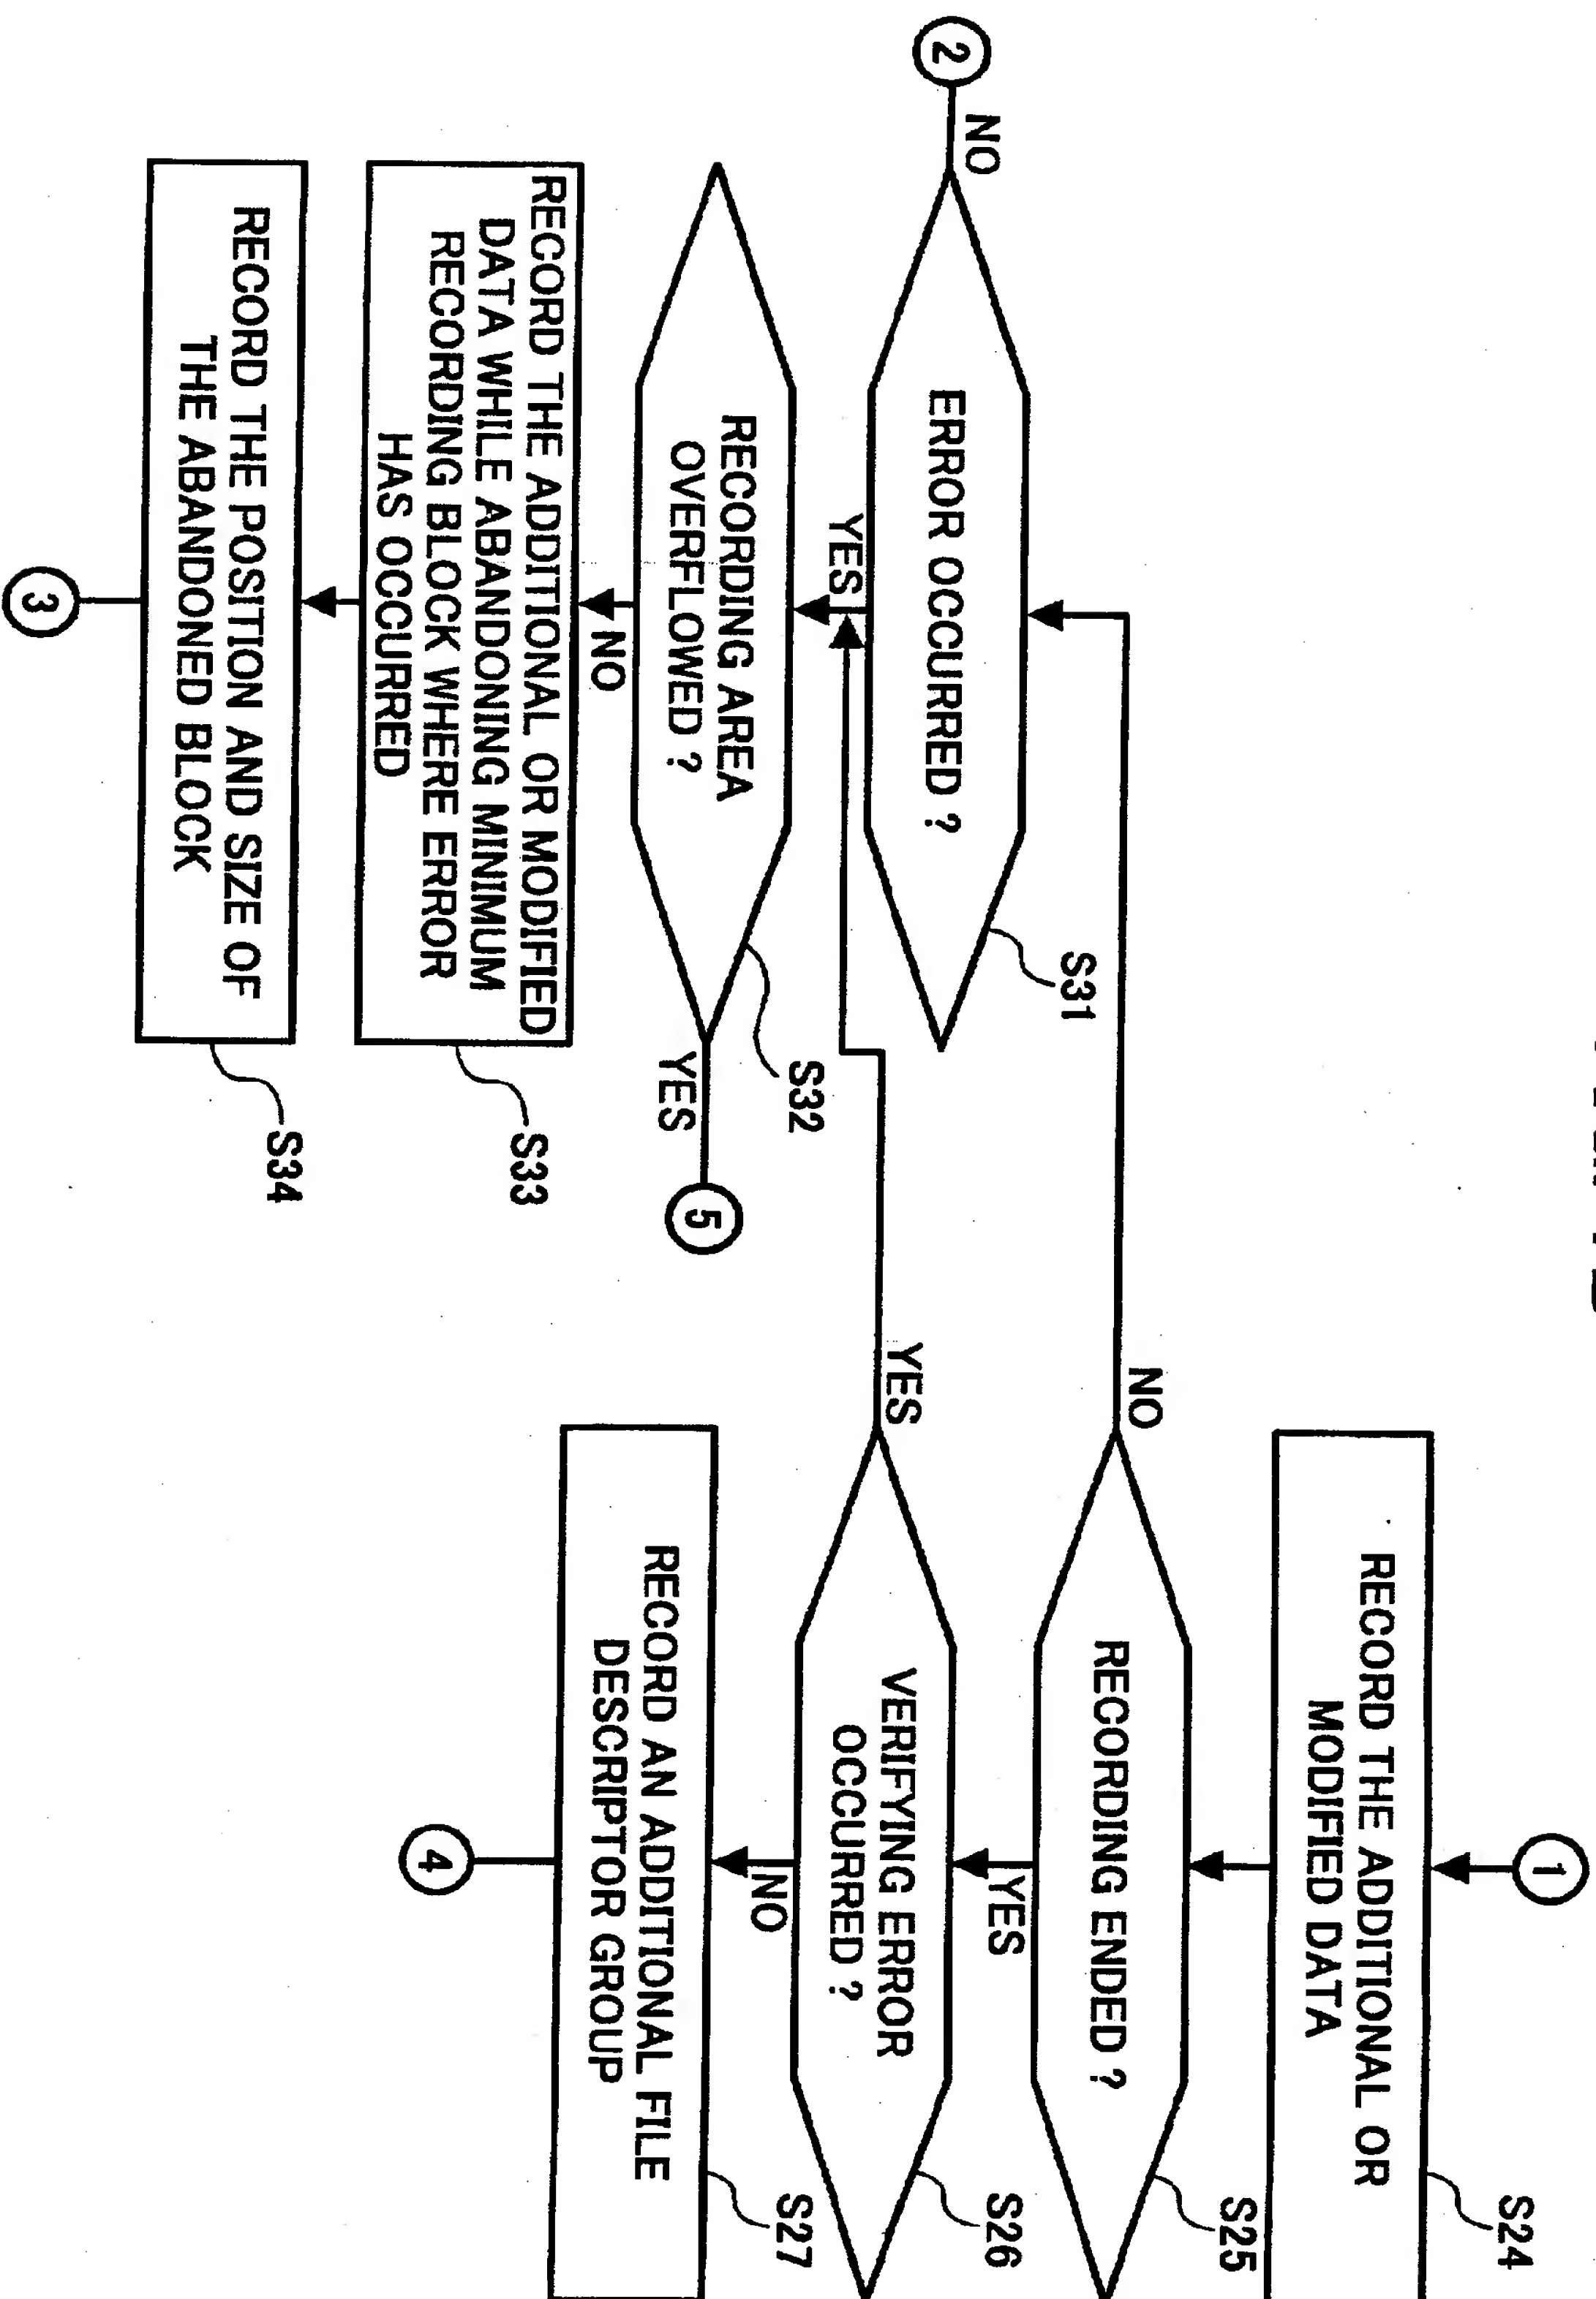 1
RECORD THE ADDITIONAL OR
MODIFIED DATA
S24
RECORDING ENDED ?
S25
NO
YES
VERIFYING ERROR
OCCURRED ?
S26
YES
NO
RECORD AN ADDITIONAL FILE
DESCRIPTOR GROUP
S27
4
ERROR OCCURRED ?
S31
2
NO
YES
RECORDING AREA
OVERFLOWED ?
S32
YES
5
NO
RECORD THE ADDITIONAL OR MODIFIED
DATA WHILE ABANDONING MINIMUM
RECORDING BLOCK WHERE ERROR
HAS OCCURRED
S33
RECORD THE POSITION AND SIZE OF
THE ABANDONED BLOCK
S34
3